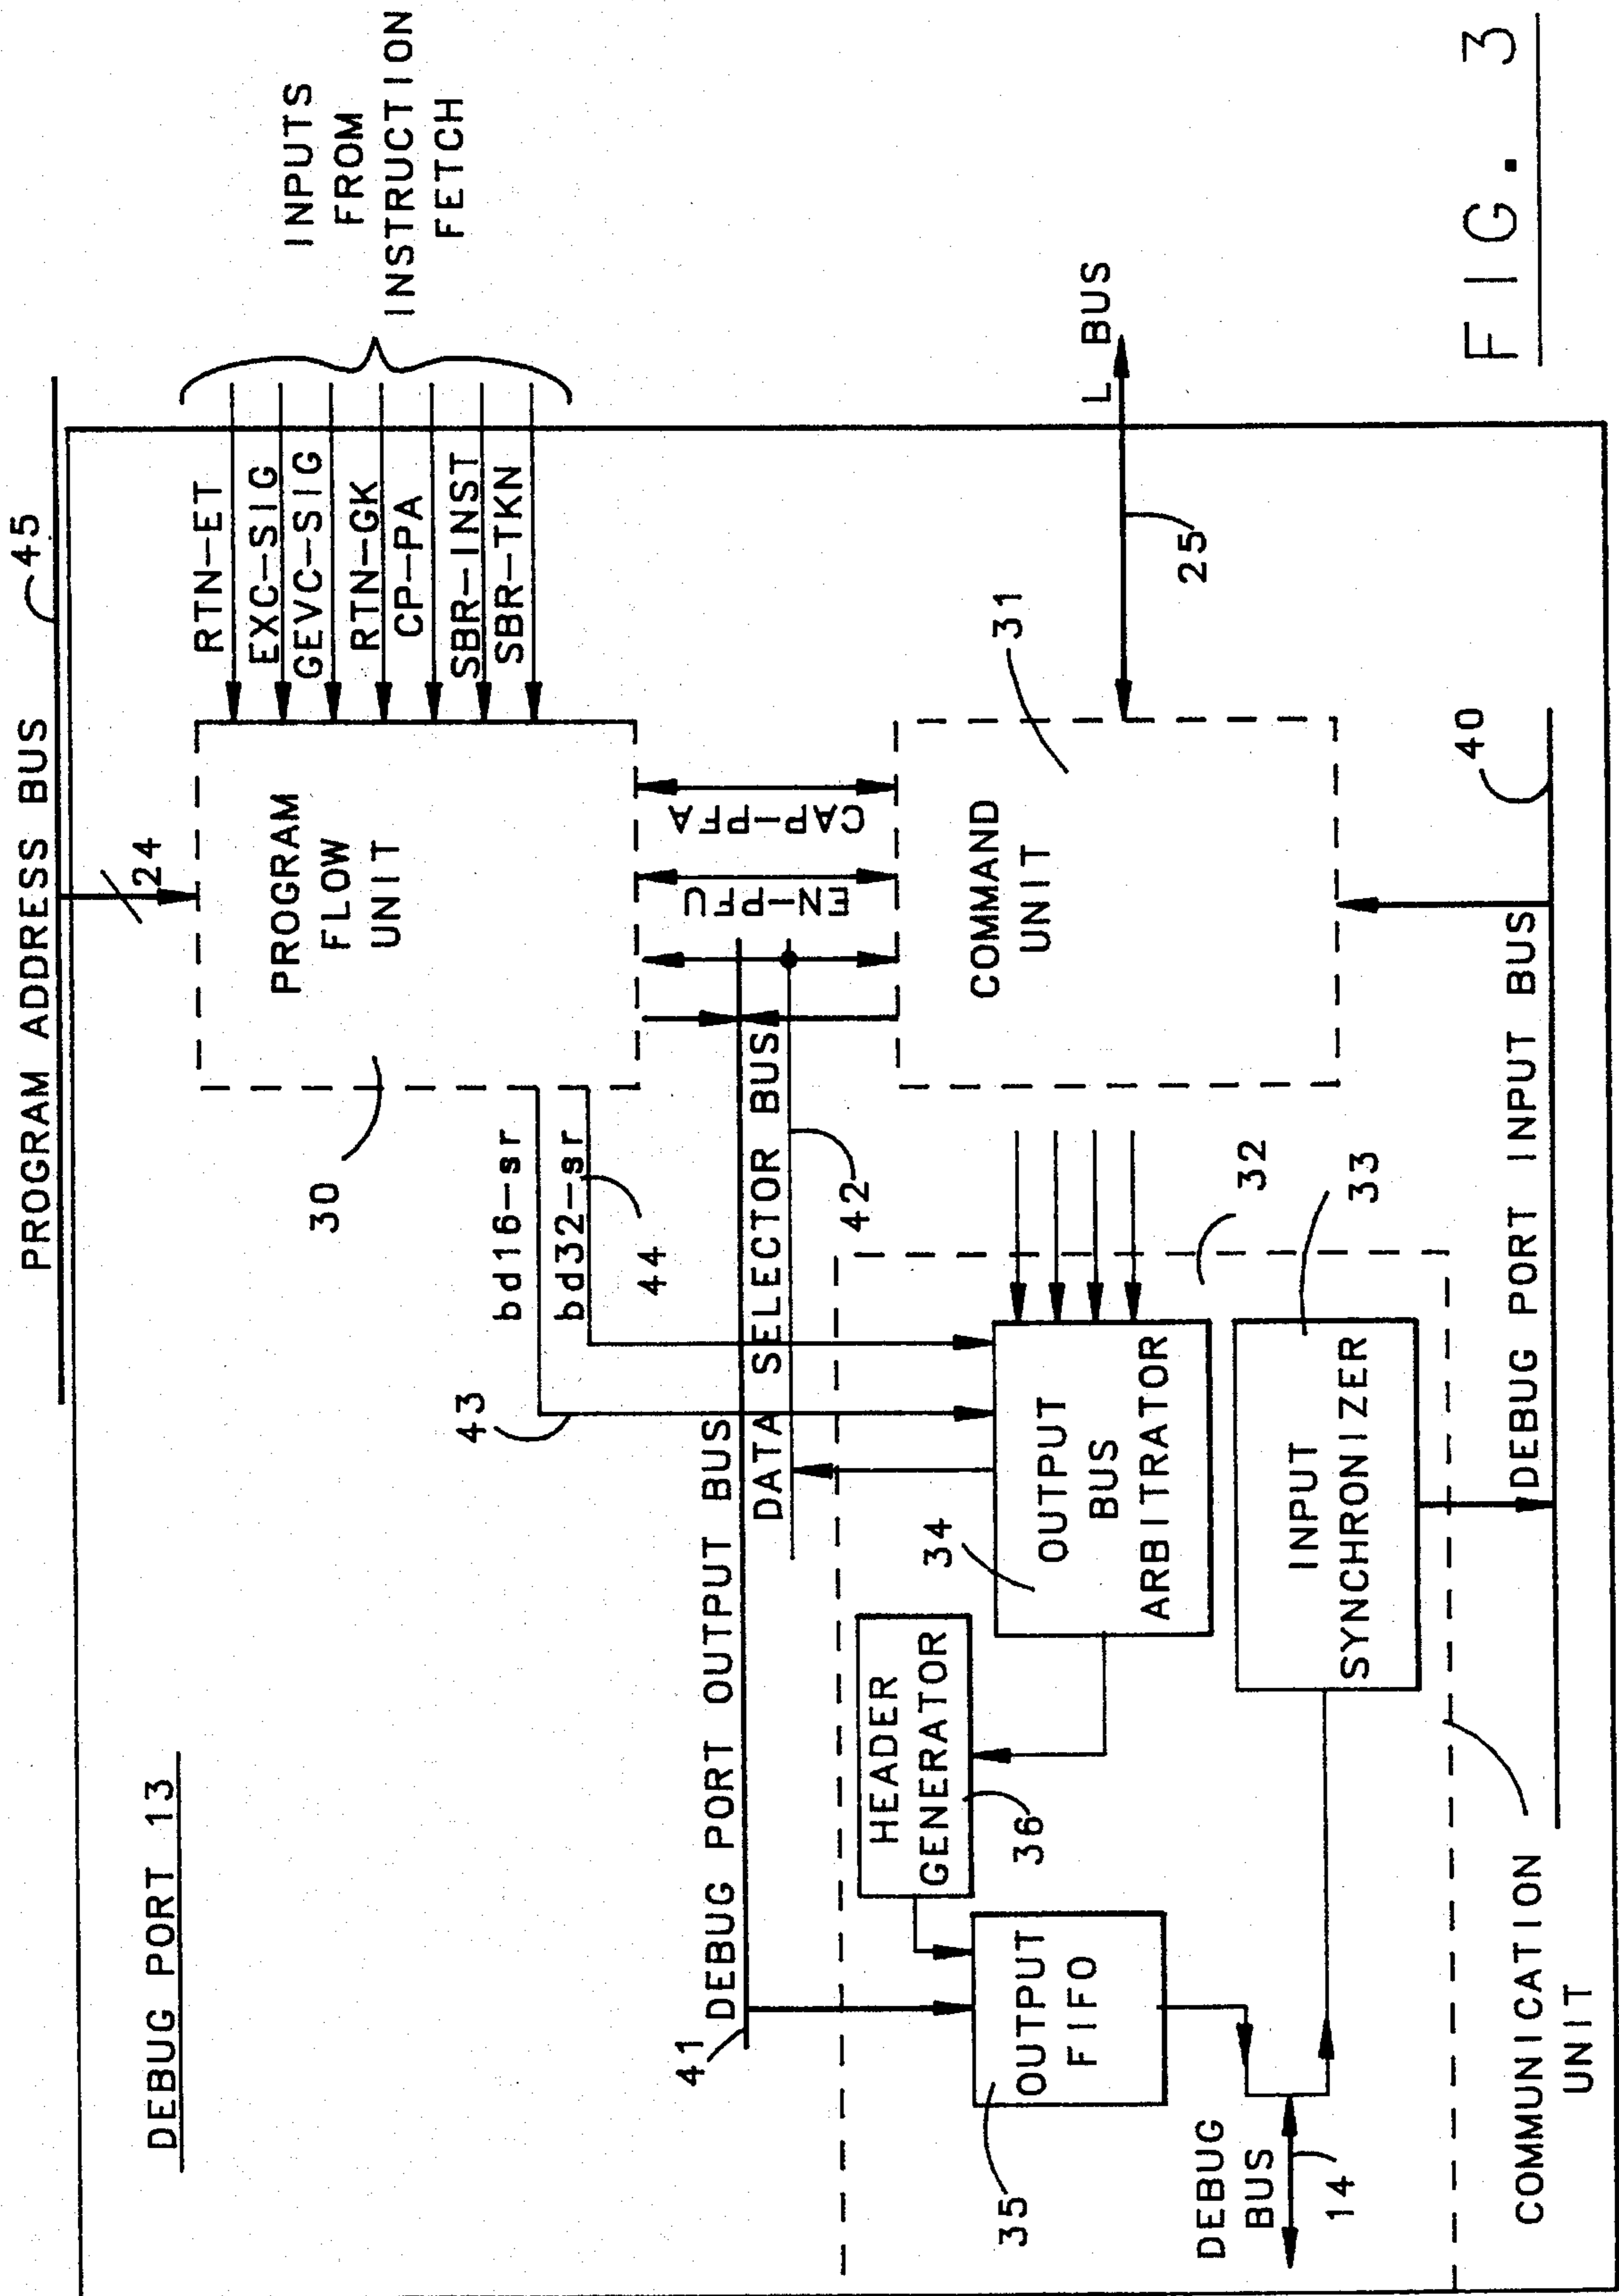 PROGRAM ADDRESS BUS
45
DEBUG PORT 13
24
30
PROGRAM
FLOW
UNIT
RTN-ET
EXC-SIG
GEVC-SIG
RTN-GK
CP-PA
SBR-INST
SBR-TKN
INPUTS
FROM
INSTRUCTION
FETCH
bd16-sr
bd32-sr
43
44
CAP-PFA
EN-PFU
41
DEBUG PORT OUTPUT BUS
DATA SELECTOR BUS
42
COMMAND
UNIT
31
L BUS
25
32
33
34
OUTPUT
BUS
ARBITRATOR
HEADER
GENERATOR
36
OUTPUT
FIFO
35
INPUT
SYNCHRONIZER
DEBUG
BUS
14
DEBUG PORT INPUT BUS
40
COMMUNICATION
UNIT
FIG. 3